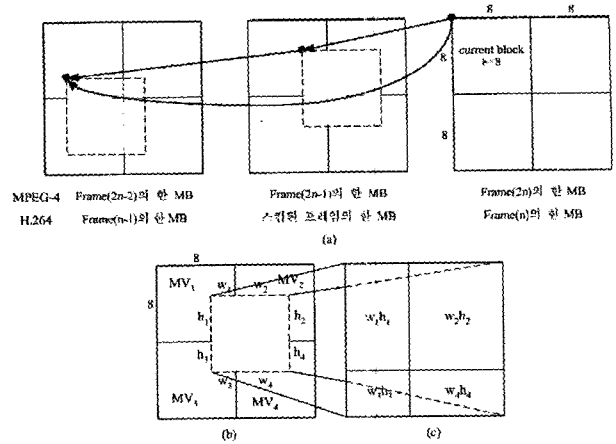 8 8
current block
8×8
8
8
MPEG-4 Frame(2n-2)의 한 MB Frame(2n-1)의 한 MB Frame(2n)의 한 MB
H.264 Frame(n-1)의 한 MB 스킵된 프레임의 한 MB Frame(n)의 한 MB
(a)
8
8 MV₁ w₁ w₂ MV₂
h₁ h₂ w₁h₁ w₂h₂
h₃ h₄
w₃ w₄ w₃h₃ w₄h₄
MV₃ MV₄
(b) (c)